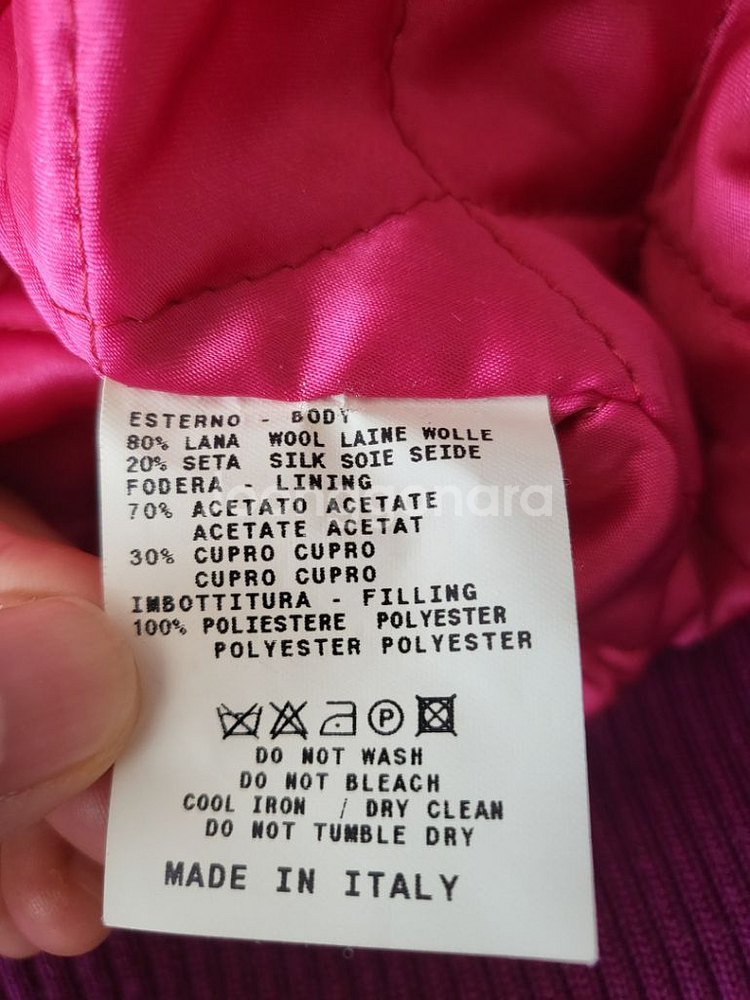 ESTERNO - BODY
80% LANA WOOL LAINE WOLLE
20% SETA SILK SOIE SEIDE
FODERA - LINING
70% ACETATO ACETATE
ACETATE ACETAT
30% CUPRO CUPRO
CUPRO CUPRO
IMBOTTITURA - FILLING
100% POLIESTERE POLYESTER
POLYESTER POLYESTER
P
DO NOT WASH
DO NOT BLEACH
COOL IRON / DRY CLEAN
DO NOT TUMBLE DRY
MADE IN ITALY